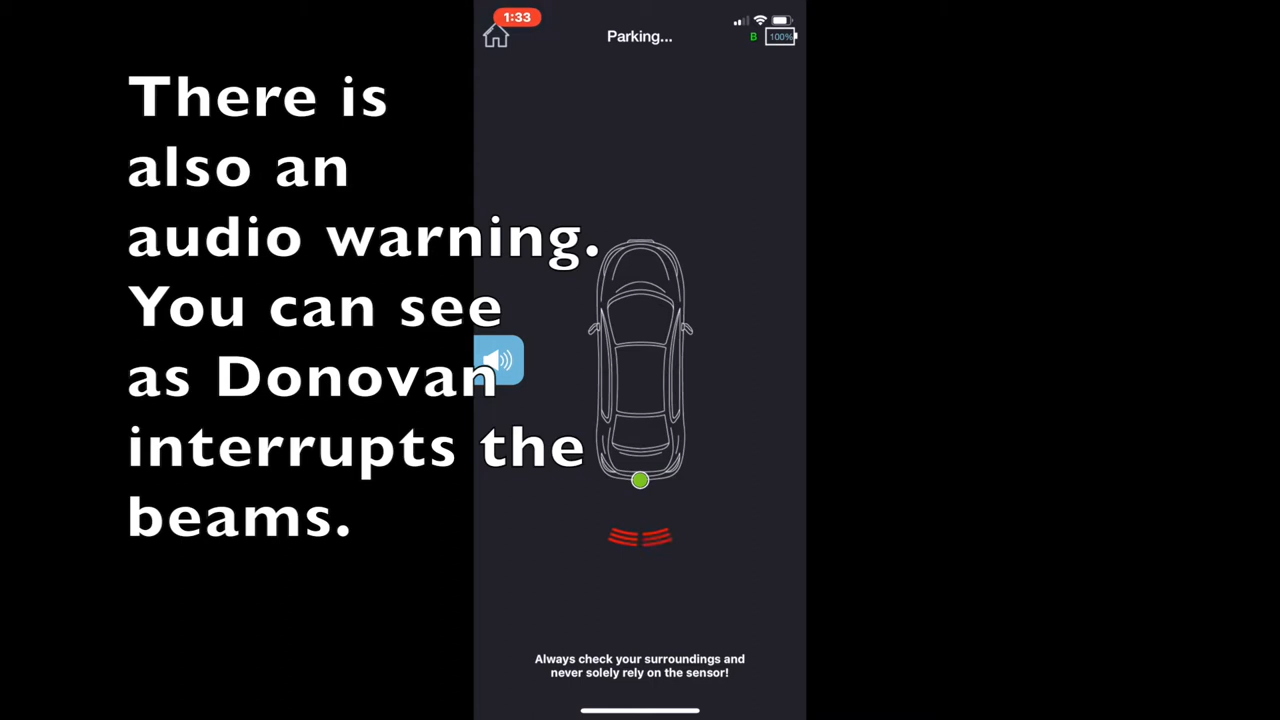 1:33
Parking...
B
100%
There is
also an
audio warning.
You can see
as Donovan
interrupts the
beams.
Always check your surroundings and
never solely rely on the sensor!